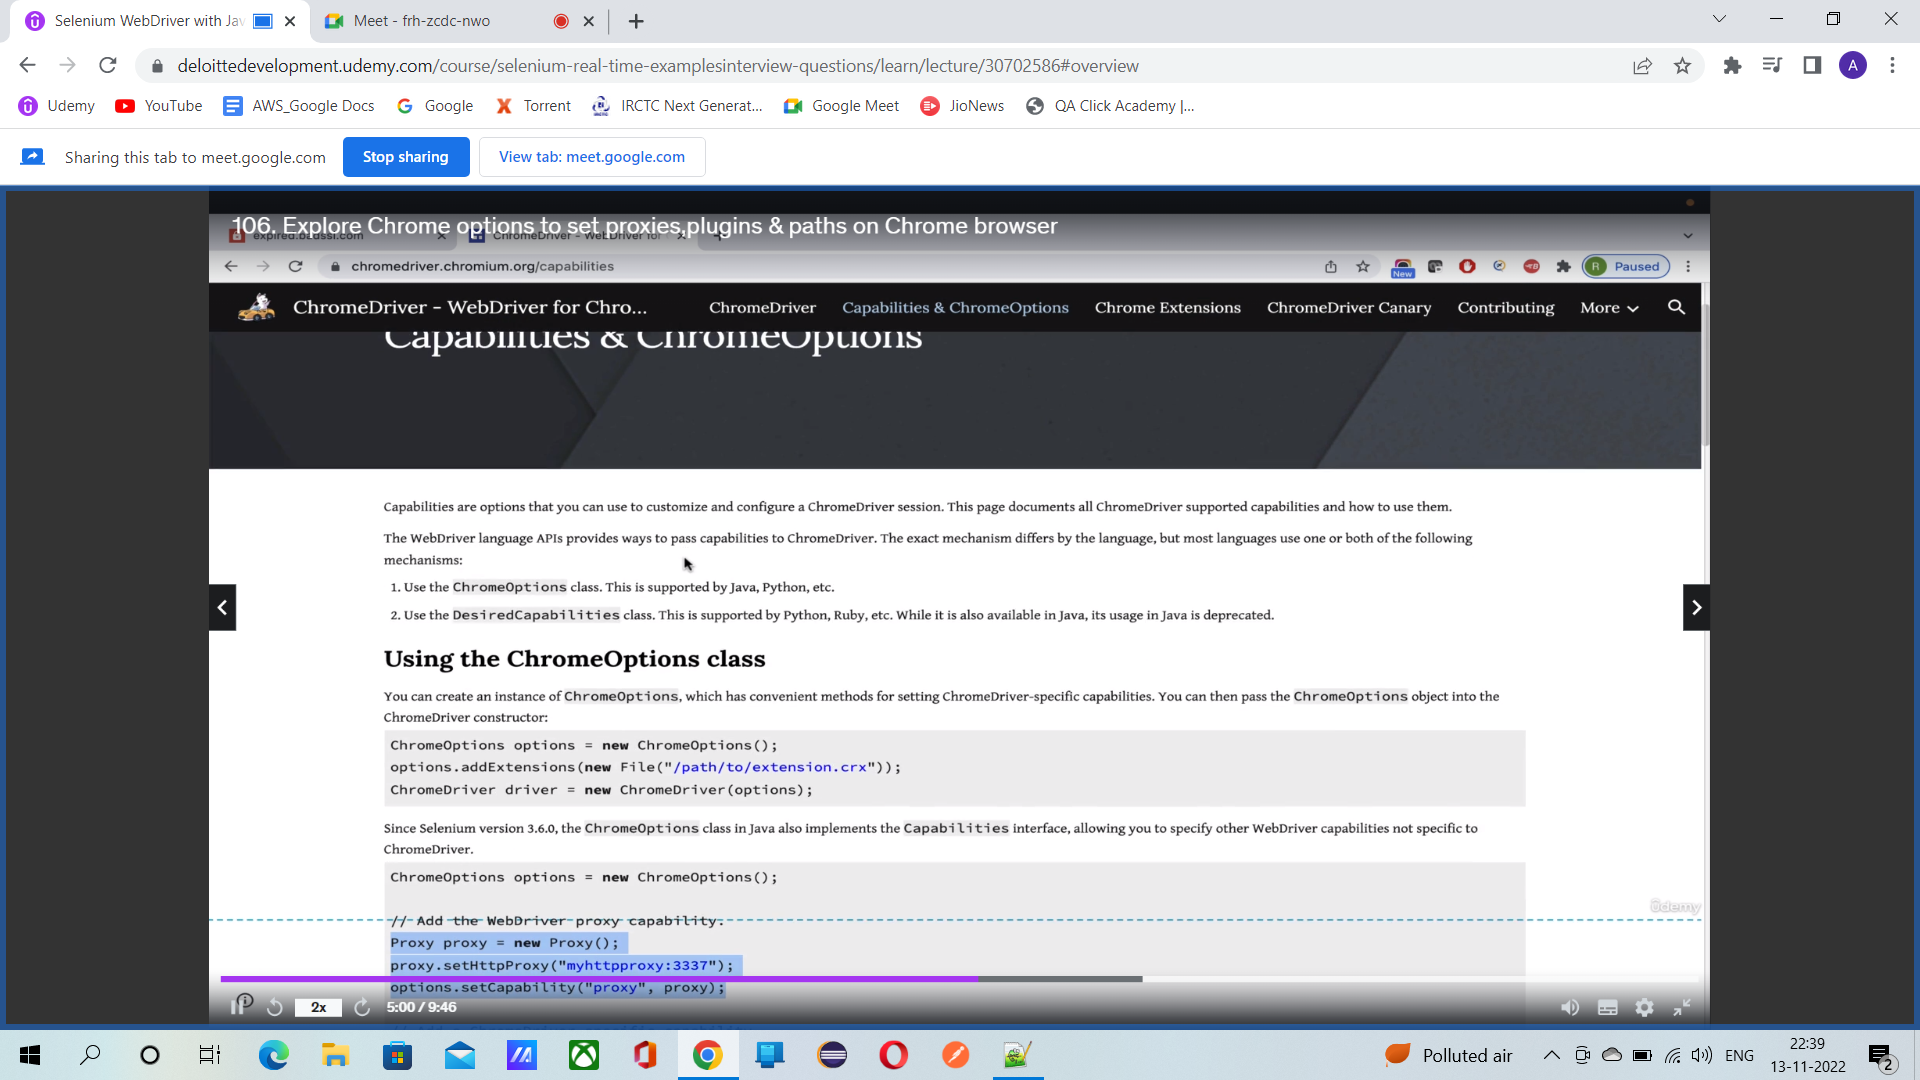 Selenium WebDriver with Jav
Meet - frh-zcdc-nwo
deloittedevelopment.udemy.com/course/selenium-real-time-examplesinterview-questions/learn/lecture/30702586#overview
A
Udemy YouTube AWS_Google Docs Google Torrent IRCTC Next Generat... Google Meet JioNews QA Click Academy |...
Sharing this tab to meet.google.com Stop sharing View tab: meet.google.com
106. Explore Chrome options to set proxies,plugins & paths on Chrome browser
expired.badssl.com ChromeDriver - WebDriver for
chromedriver.chromium.org/capabilities New R Paused
ChromeDriver - WebDriver for Chro... ChromeDriver Capabilities & ChromeOptions Chrome Extensions ChromeDriver Canary Contributing More
Capabilities & ChromeOptions
Capabilities are options that you can use to customize and configure a ChromeDriver session. This page documents all ChromeDriver supported capabilities and how to use them.
The WebDriver language APIs provides ways to pass capabilities to ChromeDriver. The exact mechanism differs by the language, but most languages use one or both of the following
mechanisms:
1. Use the ChromeOptions class. This is supported by Java, Python, etc.
2. Use the DesiredCapabilities class. This is supported by Python, Ruby, etc. While it is also available in Java, its usage in Java is deprecated.
Using the ChromeOptions class
You can create an instance of ChromeOptions, which has convenient methods for setting ChromeDriver-specific capabilities. You can then pass the ChromeOptions object into the
ChromeDriver constructor:
ChromeOptions options = new ChromeOptions();
options.addExtensions(new File("/path/to/extension.crx"));
ChromeDriver driver = new ChromeDriver(options);
Since Selenium version 3.6.0, the ChromeOptions class in Java also implements the Capabilities interface, allowing you to specify other WebDriver capabilities not specific to
ChromeDriver.
ChromeOptions options = new ChromeOptions();
// Add the WebDriver proxy capability.
Proxy proxy = new Proxy();
proxy.setHttpProxy("myhttpproxy:3337");
options.setCapability("proxy", proxy);
Udemy
2x 5:00 / 9:46
Polluted air ENG
22:39
13-11-2022
2